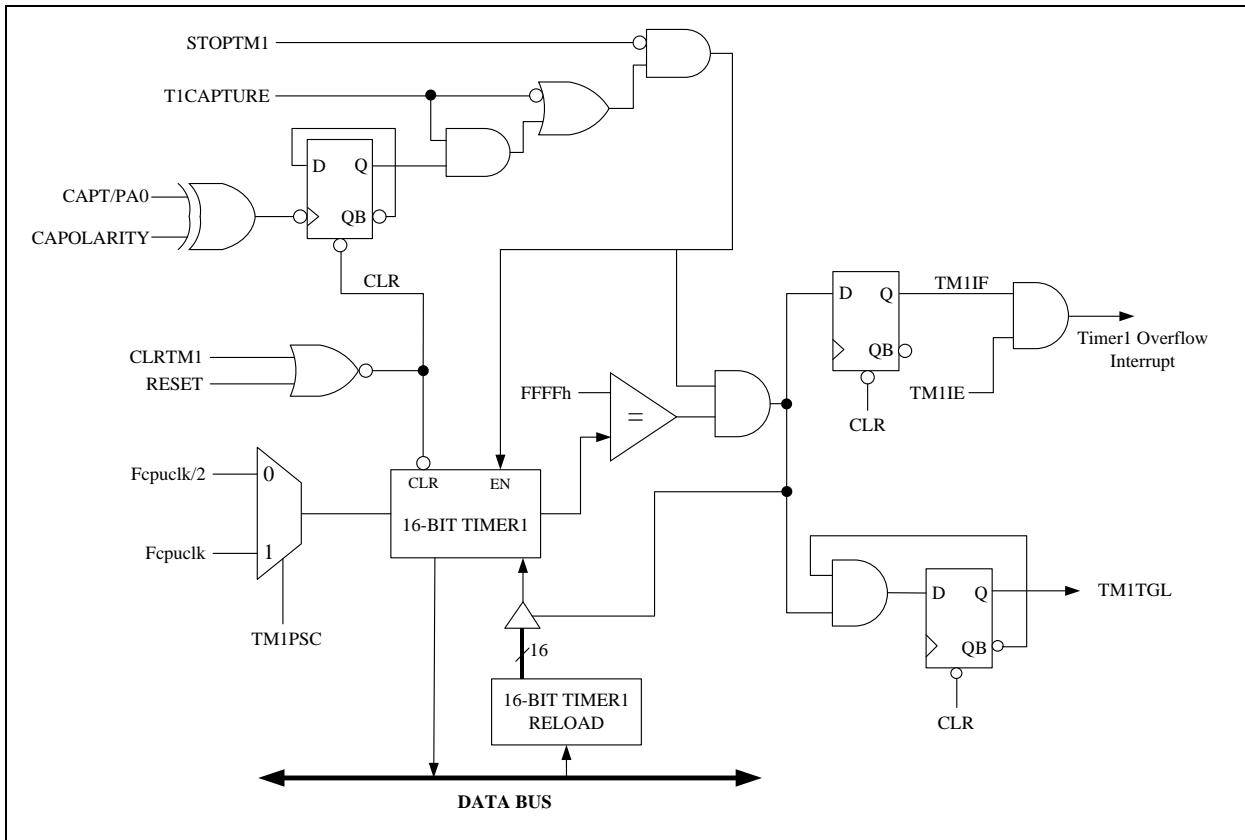 STOPTM1
T1CAPTURE
D Q
CAPT/PA0
QB
CAPOLARITY
CLR
D Q
TM1IF
QB
Timer1 Overflow
Interrupt
CLRTM1
RESET
FFFFh
=
TM1IE
CLR
Fcpuclk/2
0
CLR EN
16-BIT TIMER1
Fcpuclk
1
TM1PSC
D Q
TM1TGL
QB
16
16-BIT TIMER1
RELOAD
CLR
DATA BUS